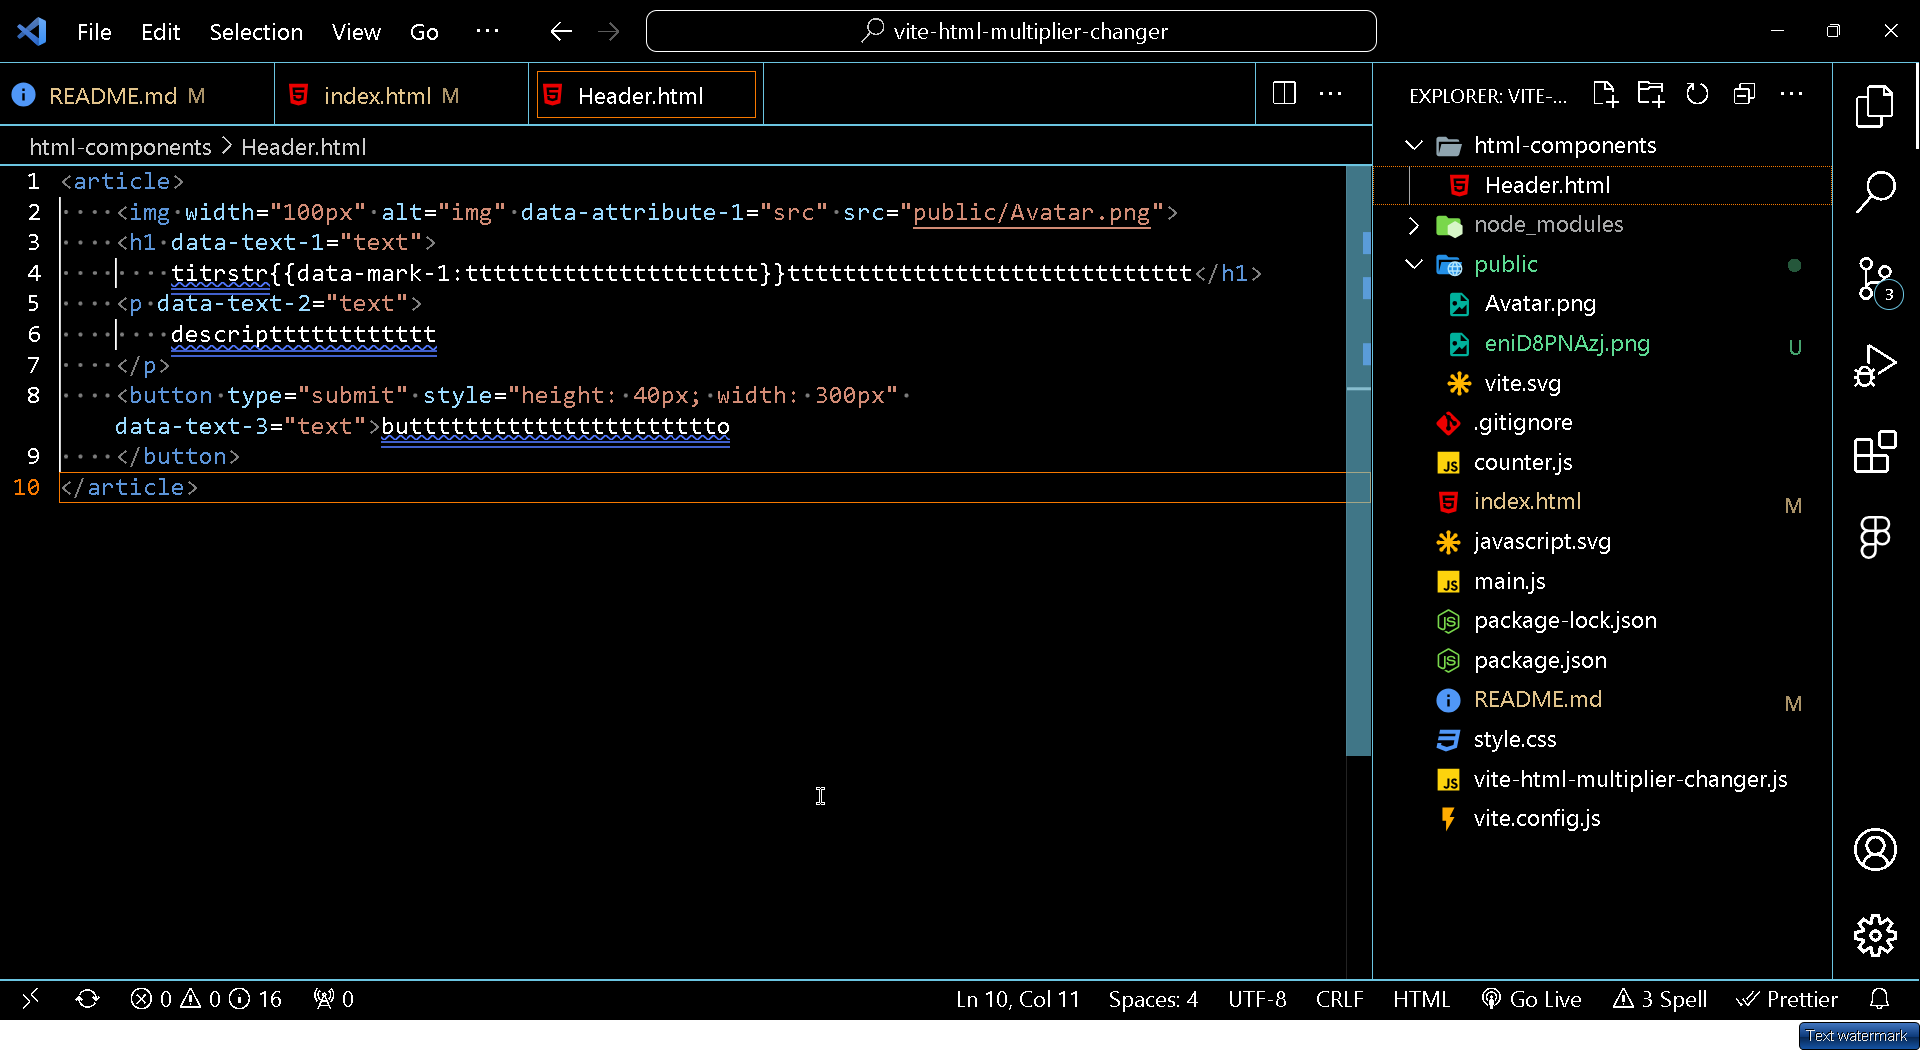 File Edit Selection View Go ··· vite-html-multiplier-changer
README.md M index.html M Header.html
EXPLORER: VITE-...
html-components > Header.html
1 <article>
2 ····<img·width="100px"·alt="img"·data-attribute-1="src"·src="public/Avatar.png">
3 ····<h1·data-text-1="text">
4 ········titrstr{{data-mark-1:ttttttttttttttttttttt}}ttttttttttttttttttttttttttttt</h1>
5 ····<p·data-text-2="text">
6 ········descripttttttttttttt
7 ····</p>
8 ····<button·type="submit"·style="height:·40px;·width:·300px"·
data-text-3="text">buttttttttttttttttttttttto
9 ····</button>
10 </article>
html-components
Header.html
node_modules
public
Avatar.png
eniD8PNAzj.png U
vite.svg
.gitignore
counter.js
index.html M
javascript.svg
main.js
package-lock.json
package.json
README.md M
style.css
vite-html-multiplier-changer.js
vite.config.js
3
0 0 16 0 Ln 10, Col 11 Spaces: 4 UTF-8 CRLF HTML Go Live 3 Spell Prettier
Text watermark